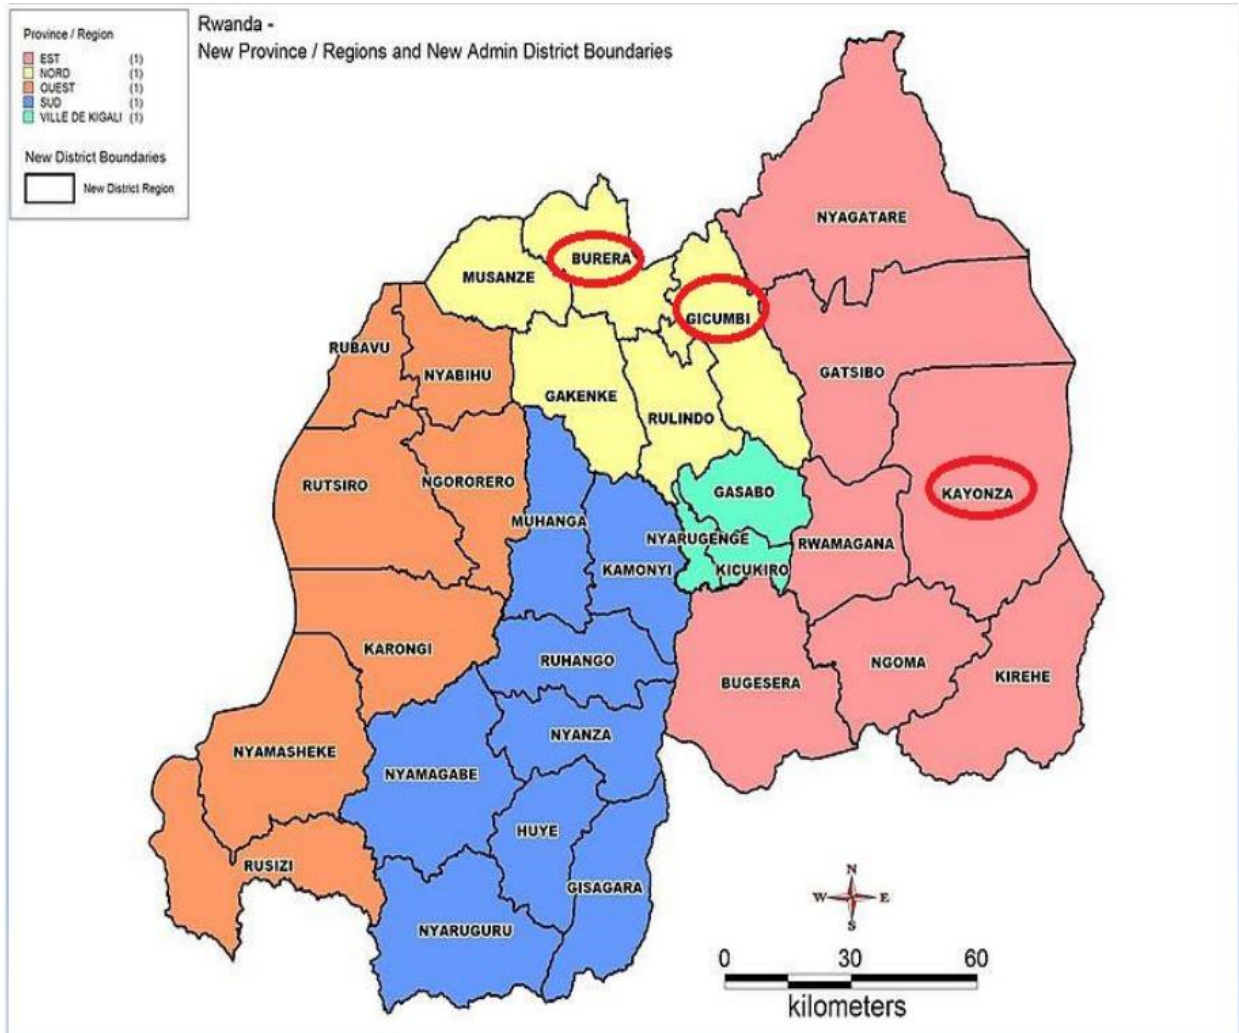 Rwanda -
New Province / Regions and New Admin District Boundaries
Province / Region
EST (1)
NORD (1)
OUEST (1)
SUD (1)
VILLE DE KIGALI (1)
New District Boundaries
New District Region
NYAGATARE
BURERA
MUSANZE
GICUMBI
RUBAVU
NYABIHU
GATSIBO
GAKENKE
RULINDO
RUTSIRO
NGORORERO
GASABO
KAYONZA
MUHANGA
NYARUGENGE
RWAMAGANA
KAMONYI
KICUKIRO
KARONGI
RUHANGO
NGOMA
BUGESERA
KIREHE
NYAMASHEKE
NYANZA
NYAMAGABE
HUYE
RUSIZI
GISAGARA
NYARUGURU
N
W E
S
0 30 60
kilometers